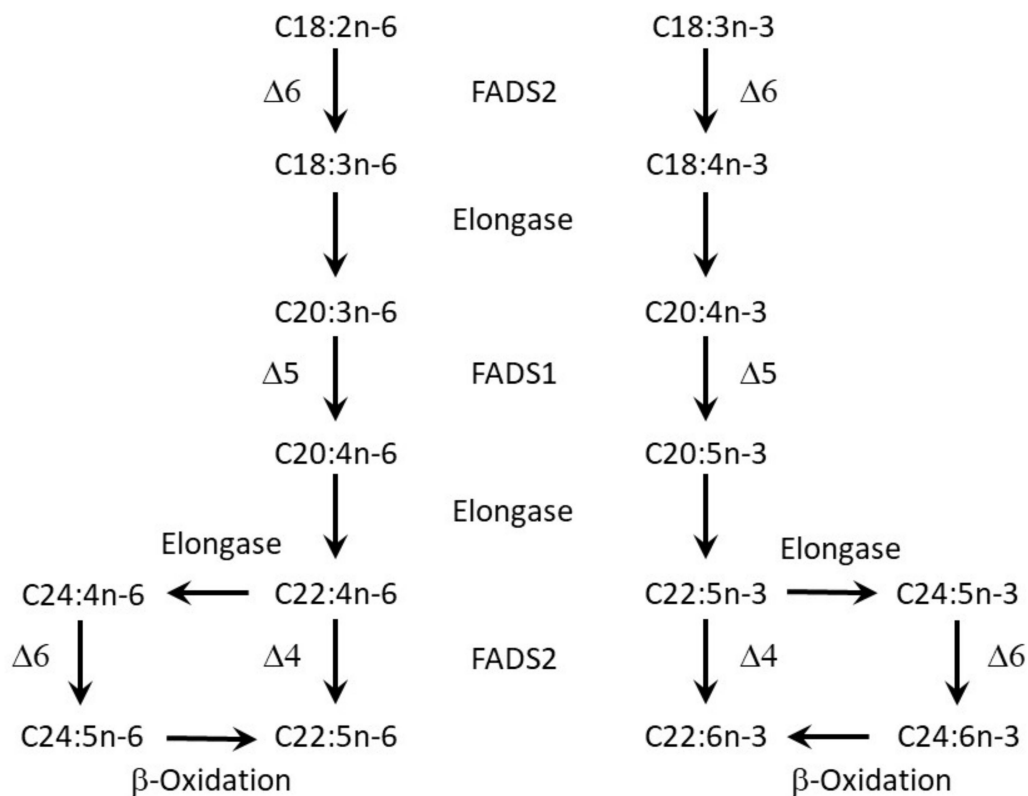 C18:2n-6 C18:3n-3
Δ6 FADS2 Δ6
C18:3n-6 C18:4n-3
Elongase
C20:3n-6 C20:4n-3
Δ5 FADS1 Δ5
C20:4n-6 C20:5n-3
Elongase
Elongase Elongase
C24:4n-6 C22:4n-6 C22:5n-3 C24:5n-3
Δ6 Δ4 FADS2 Δ4 Δ6
C24:5n-6 C22:5n-6 C22:6n-3 C24:6n-3
β-Oxidation β-Oxidation